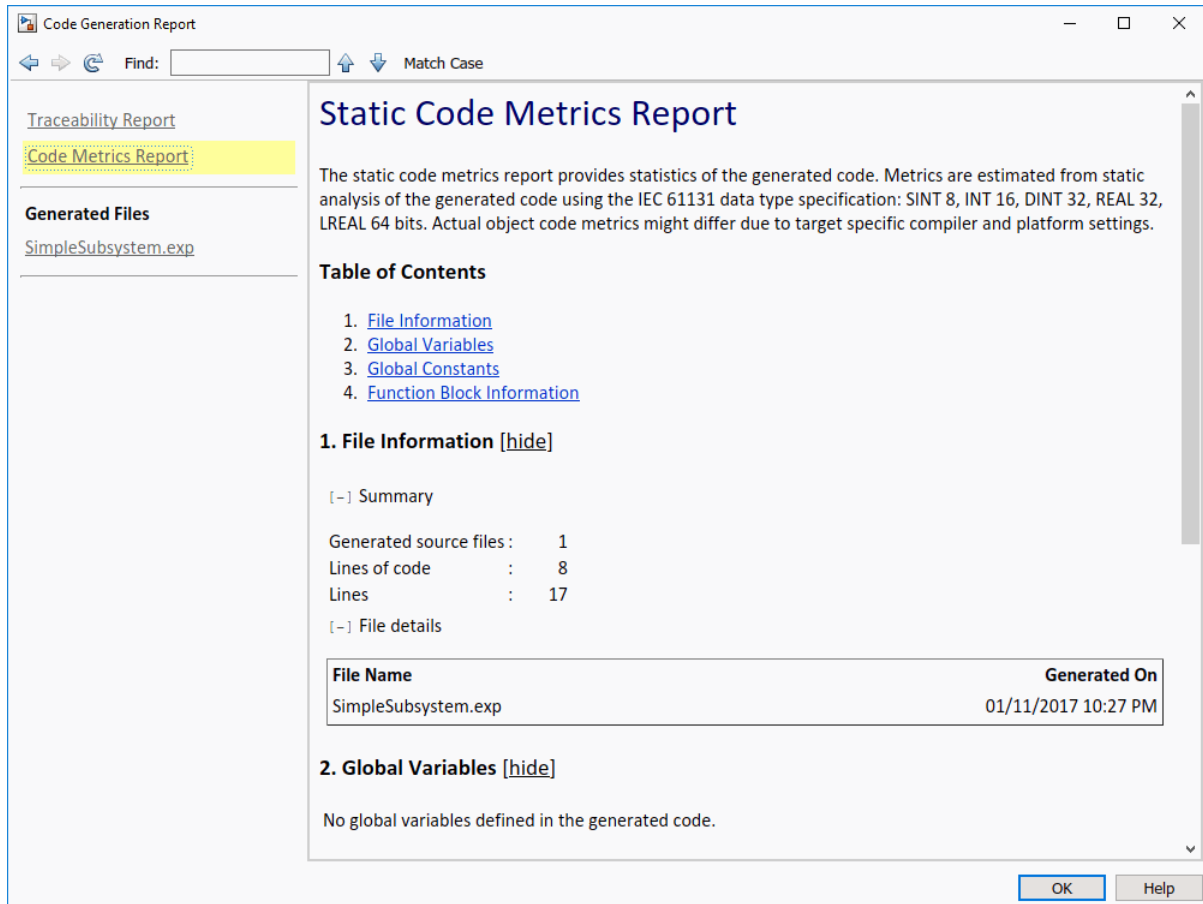 Code Generation Report
Find:
Match Case
Traceability Report
Code Metrics Report
Generated Files
SimpleSubsystem.exp
Static Code Metrics Report
The static code metrics report provides statistics of the generated code. Metrics are estimated from static
analysis of the generated code using the IEC 61131 data type specification: SINT 8, INT 16, DINT 32, REAL 32,
LREAL 64 bits. Actual object code metrics might differ due to target specific compiler and platform settings.
Table of Contents
1. File Information
2. Global Variables
3. Global Constants
4. Function Block Information
1. File Information [hide]
[-] Summary
Generated source files : 1
Lines of code : 8
Lines : 17
[-] File details
File Name Generated On
SimpleSubsystem.exp 01/11/2017 10:27 PM
2. Global Variables [hide]
No global variables defined in the generated code.
OK Help